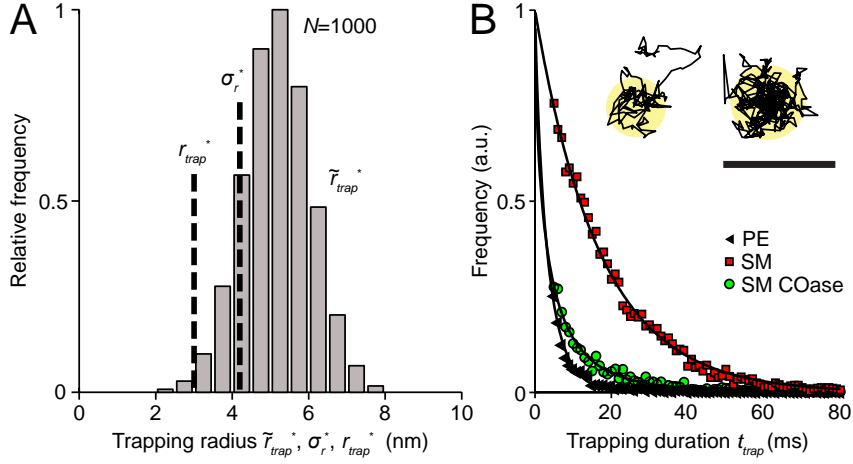 A
N=1000
σr*
rtrap*
r̃trap*
Relative frequency
1
0.5
0
0
2
4
6
8
10
Trapping radius r̃trap*, σr*, rtrap* (nm)
B
Frequency (a.u.)
1
0.5
0
PE
SM
SM COase
0
20
40
60
80
Trapping duration ttrap (ms)